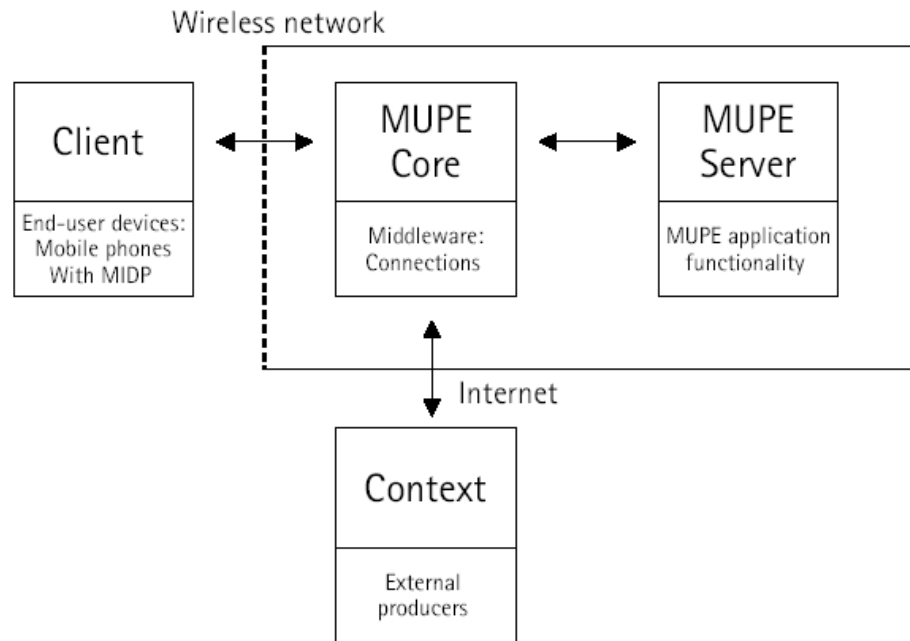 Wireless network
Client
End-user devices:
Mobile phones
With MIDP
MUPE
Core
Middleware:
Connections
MUPE
Server
MUPE application
functionality
Internet
Context
External
producers